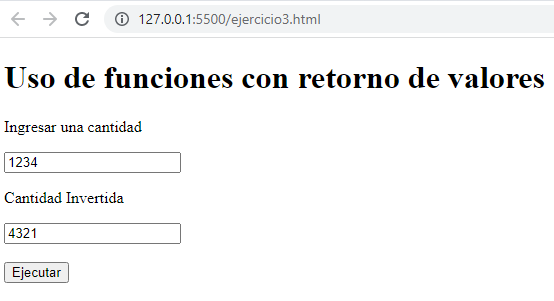 127.0.0.1:5500/ejercicio3.html
Uso de funciones con retorno de valores
Ingresar una cantidad
1234
Cantidad Invertida
4321
Ejecutar